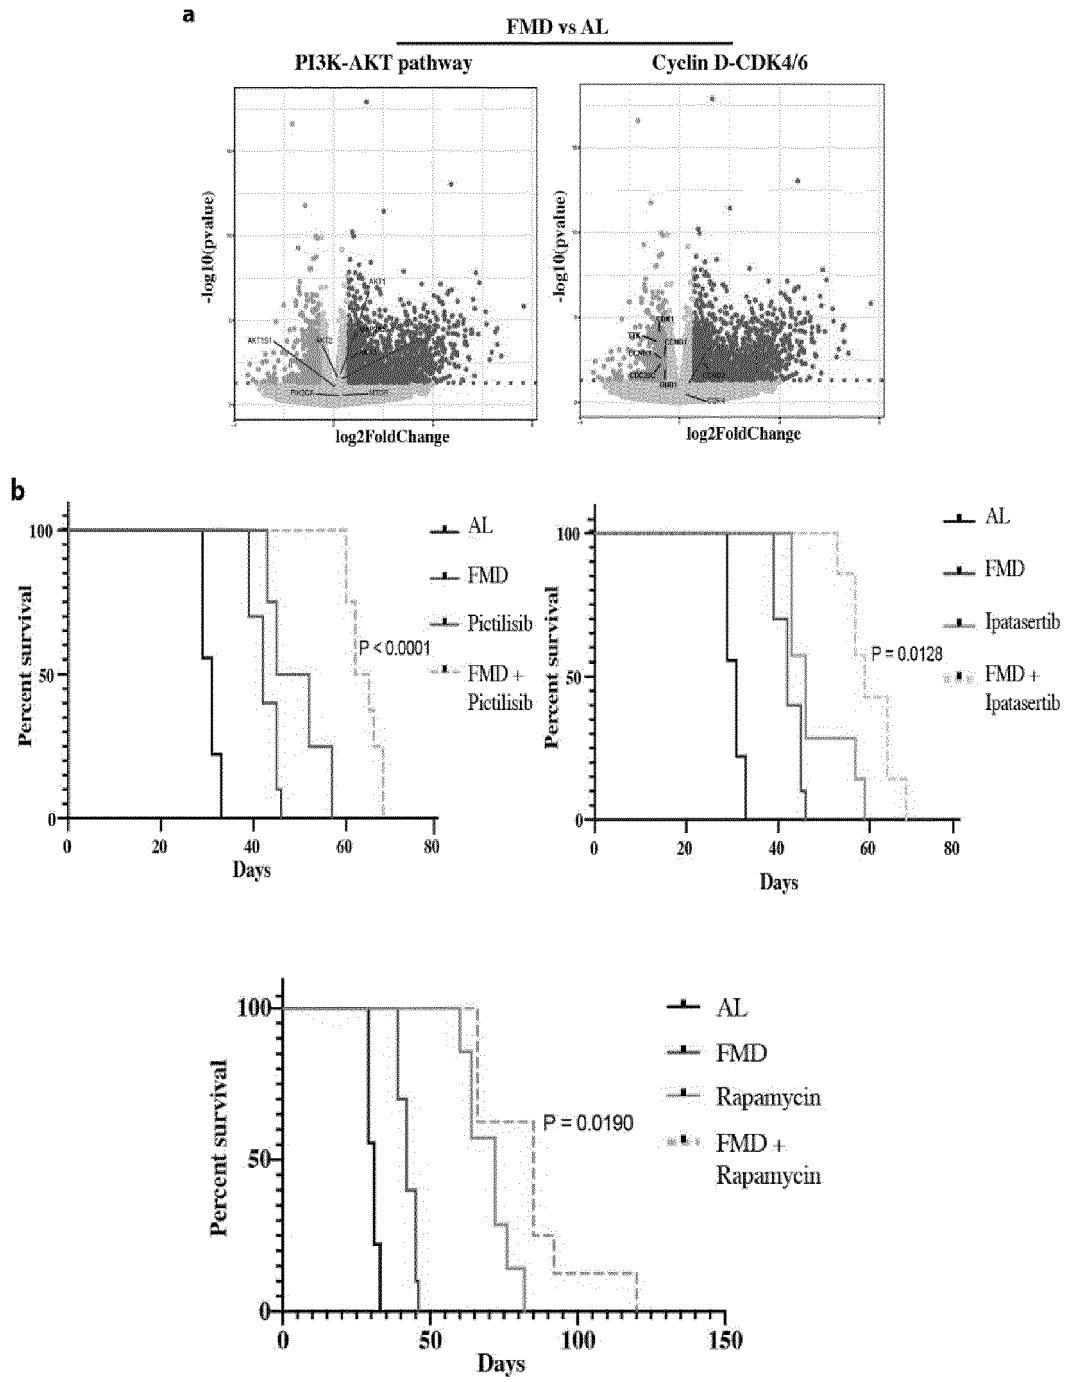 a
FMD vs AL
PI3K-AKT pathway
Cyclin D-CDK4/6
-log10(pvalue)
AKT1
AKT1S1
AKT2
log2FoldChange
-log10(pvalue)
log2FoldChange
b
Percent survival
100
50
0
0 20 40 60 80
Days
AL
FMD
Pictilisib
FMD +
Pictilisib
P < 0.0001
Percent survival
100
50
0
0 20 40 60 80
Days
AL
FMD
Ipatasertib
FMD +
Ipatasertib
P = 0.0128
Percent survival
100
50
0
0 50 100 150
Days
AL
FMD
Rapamycin
FMD +
Rapamycin
P = 0.0190